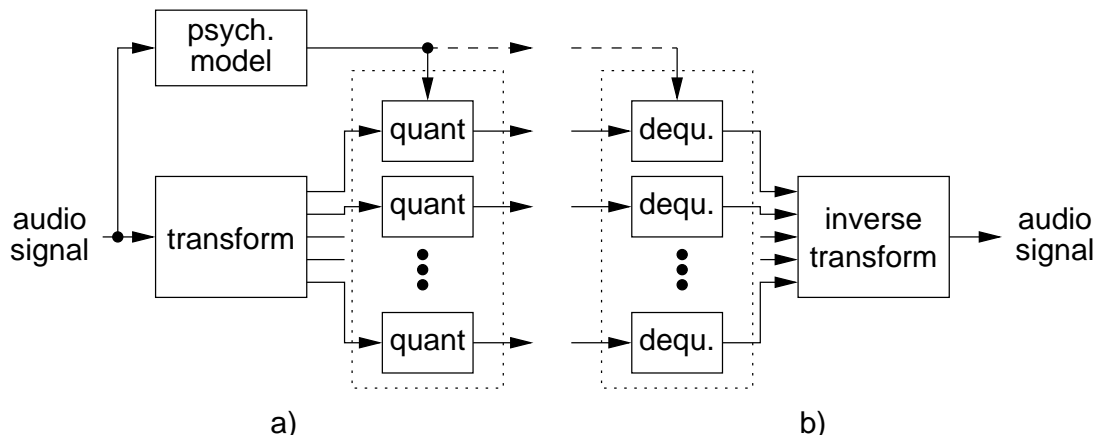 psych.
model
quant
dequ.
audio
signal
transform
quant
dequ.
inverse
transform
audio
signal
quant
dequ.
a)
b)